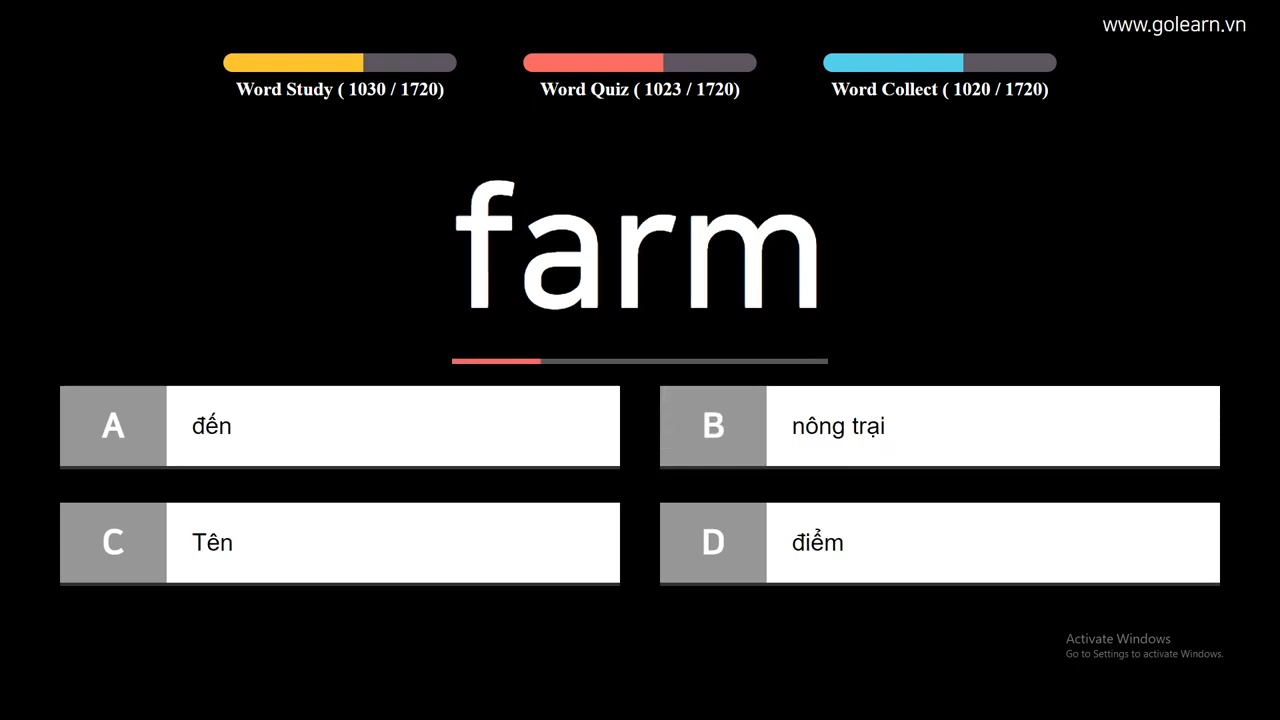 www.golearn.vn
Word Study ( 1030 / 1720)
Word Quiz ( 1023 / 1720)
Word Collect ( 1020 / 1720)
farm
A đến
B nông trại
C Tên
D điểm
Activate Windows
Go to Settings to activate Windows.